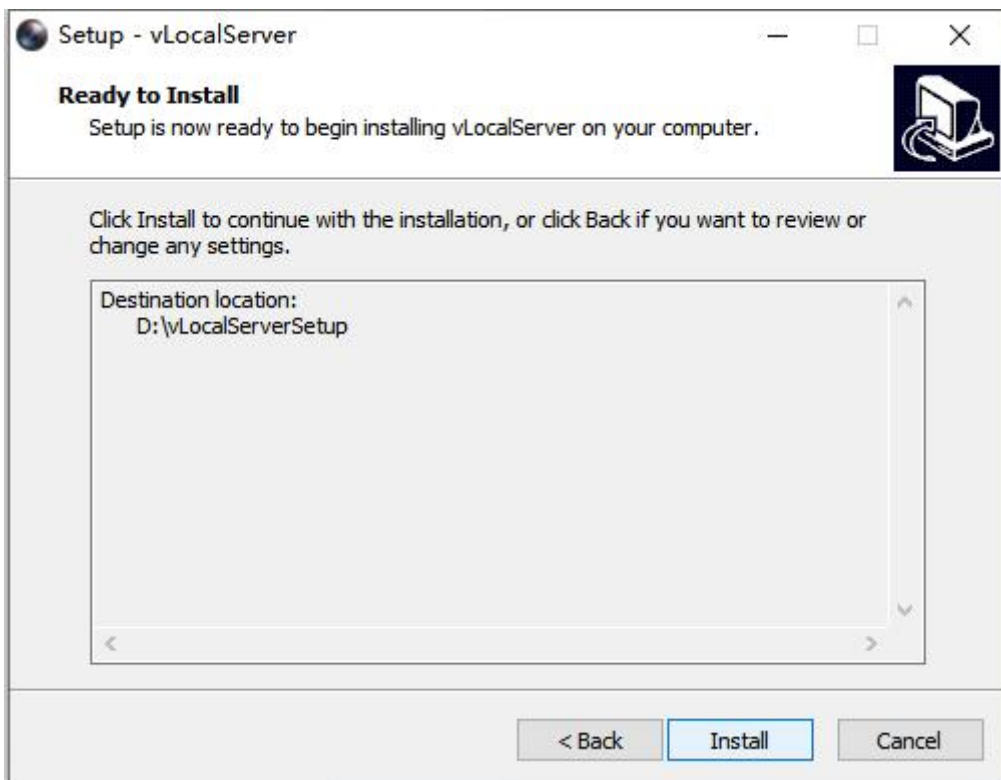 Setup - vLocalServer
Ready to Install
Setup is now ready to begin installing vLocalServer on your computer.
Click Install to continue with the installation, or click Back if you want to review or
change any settings.
Destination location:
D:\vLocalServerSetup
< Back
Install
Cancel